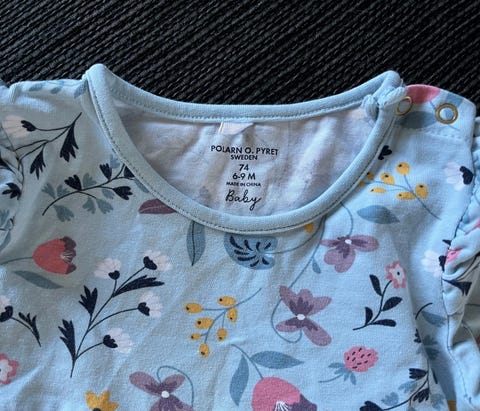 POLARN O. PYRET
SWEDEN
74
6-9 M
MADE IN CHINA
Baby